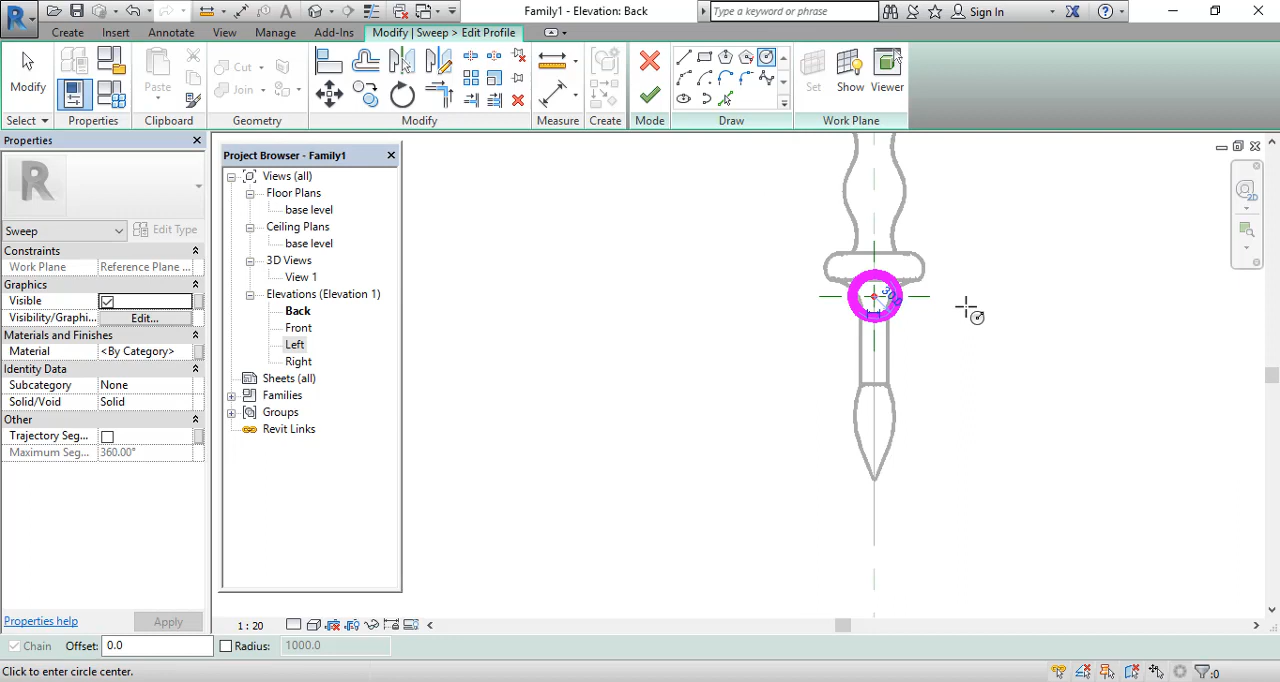 Family1 - Elevation: Back
Type a keyword or phrase
Sign In
Create Insert Annotate View Manage Add-Ins Modify | Sweep > Edit Profile
Modify
Paste
Cut
Join
Set Show Viewer
Select Properties Clipboard Geometry Modify Measure Create Mode Draw Work Plane
Properties
R
Sweep
Edit Type
Constraints
Work Plane Reference Plane ...
Graphics
Visible
Visibility/Graphi... Edit...
Materials and Finishes
Material <By Category>
Identity Data
Subcategory None
Solid/Void Solid
Other
Trajectory Seg...
Maximum Seg... 360.00°
Properties help
Apply
Project Browser - Family1
Views (all)
Floor Plans
base level
Ceiling Plans
base level
3D Views
View 1
Elevations (Elevation 1)
Back
Front
Left
Right
Sheets (all)
Families
Groups
Revit Links
2D
1 : 20
Chain Offset: 0.0 Radius: 1000.0
Click to enter circle center.
:0